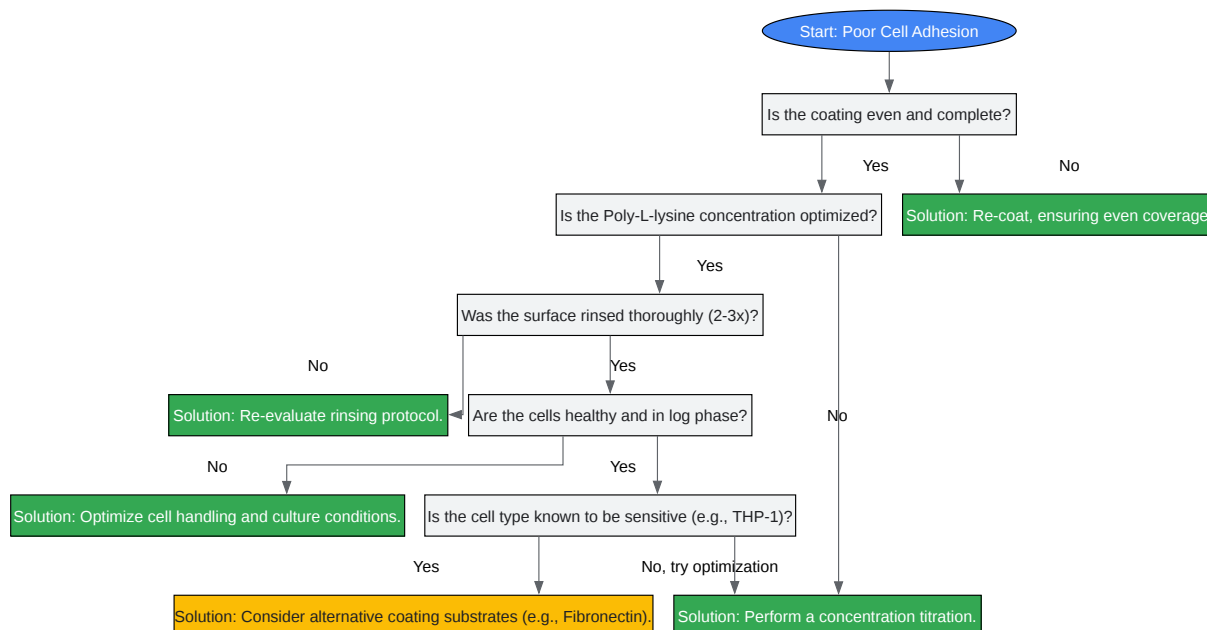 Start: Poor Cell Adhesion
Is the coating even and complete?
Yes
No
Is the Poly-L-lysine concentration optimized?
Solution: Re-coat, ensuring even coverage
Yes
Was the surface rinsed thoroughly (2-3x)?
No
Yes
Solution: Re-evaluate rinsing protocol.
Are the cells healthy and in log phase?
No
No
Yes
Solution: Optimize cell handling and culture conditions.
Is the cell type known to be sensitive (e.g., THP-1)?
Yes
No, try optimization
Solution: Consider alternative coating substrates (e.g., Fibronectin).
Solution: Perform a concentration titration.